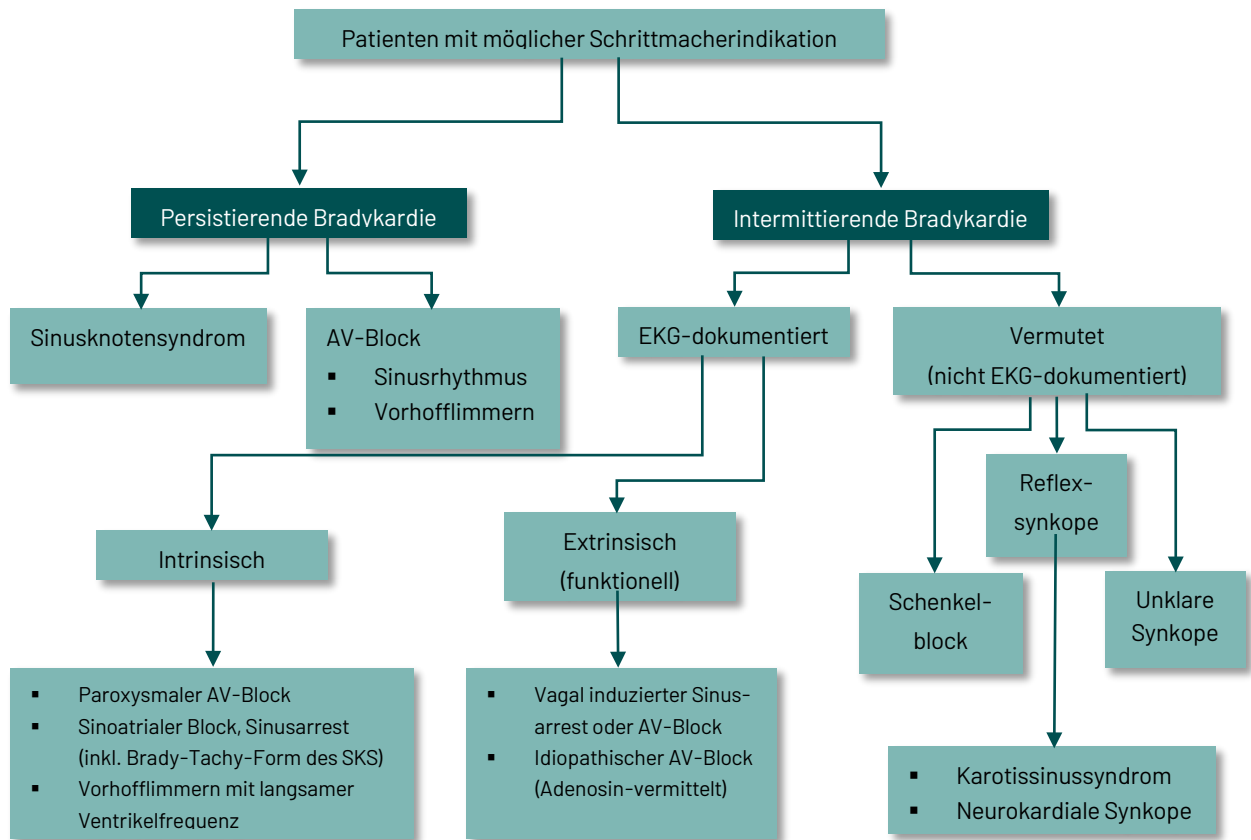 Patienten mit möglicher Schrittmacherindikation
Persistierende Bradykardie
Intermittierende Bradykardie
Sinusknotensyndrom
AV-Block
▪ Sinusrhythmus
▪ Vorhofflimmern
EKG-dokumentiert
Vermutet
(nicht EKG-dokumentiert)
Intrinsisch
Extrinsisch
(funktionell)
Schenkel-
block
Reflex-
synkope
Unklare
Synkope
▪ Paroxysmaler AV-Block
▪ Sinoatrialer Block, Sinusarrest
(inkl. Brady-Tachy-Form des SKS)
▪ Vorhofflimmern mit langsamer
Ventrikelfrequenz
▪ Vagal induzierter Sinus-
arrest oder AV-Block
▪ Idiopathischer AV-Block
(Adenosin-vermittelt)
▪ Karotissinussyndrom
▪ Neurokardiale Synkope